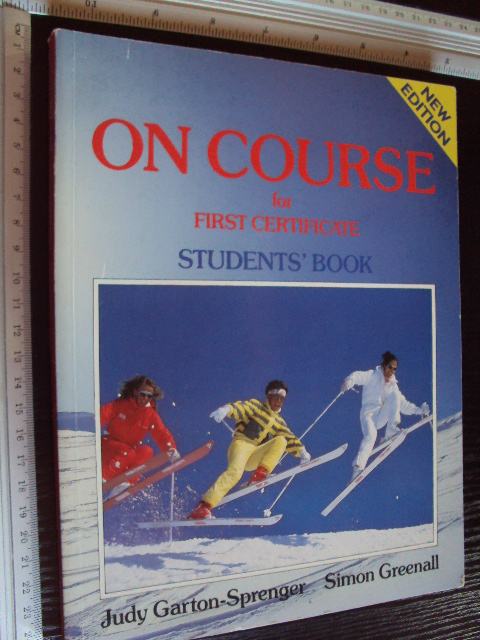 NEW
EDITION
ON COURSE
for
FIRST CERTIFICATE
STUDENTS' BOOK
Judy Garton-Sprenger Simon Greenall